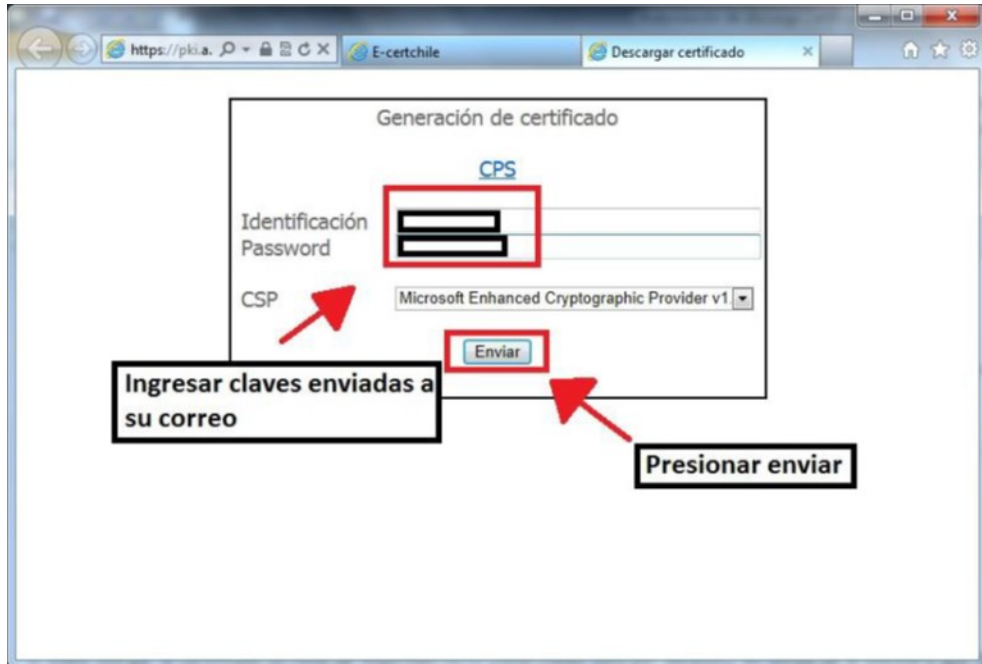 https://pki.a.
E-certchile
Descargar certificado
Generación de certificado
CPS
Identificación
Password
CSP
Microsoft Enhanced Cryptographic Provider v1.
Enviar
Ingresar claves enviadas a
su correo
Presionar enviar